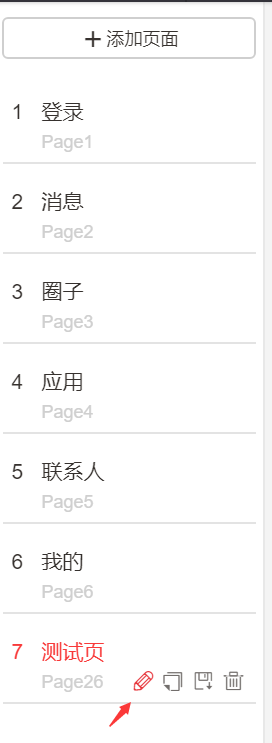 + 添加页面
1 登录
Page1
2 消息
Page2
3 圈子
Page3
4 应用
Page4
5 联系人
Page5
6 我的
Page6
7 测试页
Page26